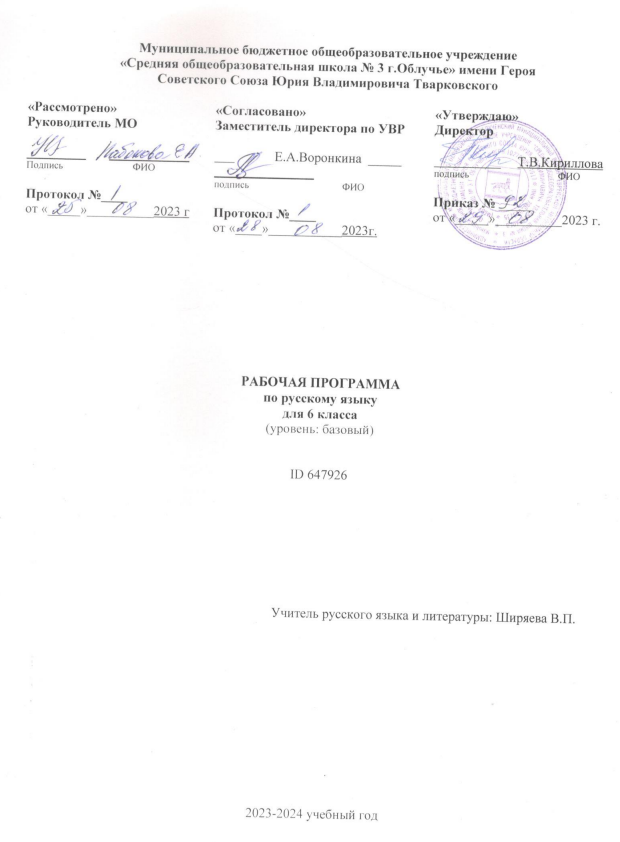 Муниципальное бюджетное общеобразовательное учреждение
«Средняя общеобразовательная школа № 3 г.Облучье» имени Героя
Советского Союза Юрия Владимировича Тварковского
«Рассмотрено»
Руководитель МО
Набокова Е А
Подпись ФИО
Протокол № 1
от « 25 » 08 2023 г
«Согласовано»
Заместитель директора по УВР
Е.А.Воронкина
подпись ФИО
Протокол № 1
от « 28 » 08 2023г.
«Утверждаю»
Директор
Т.В.Кириллова
подпись ФИО
Приказ № 92
от « 29 » 08 2023 г.
РАБОЧАЯ ПРОГРАММА
по русскому языку
для 6 класса
(уровень: базовый)
ID 647926
Учитель русского языка и литературы: Ширяева В.П.
2023-2024 учебный год